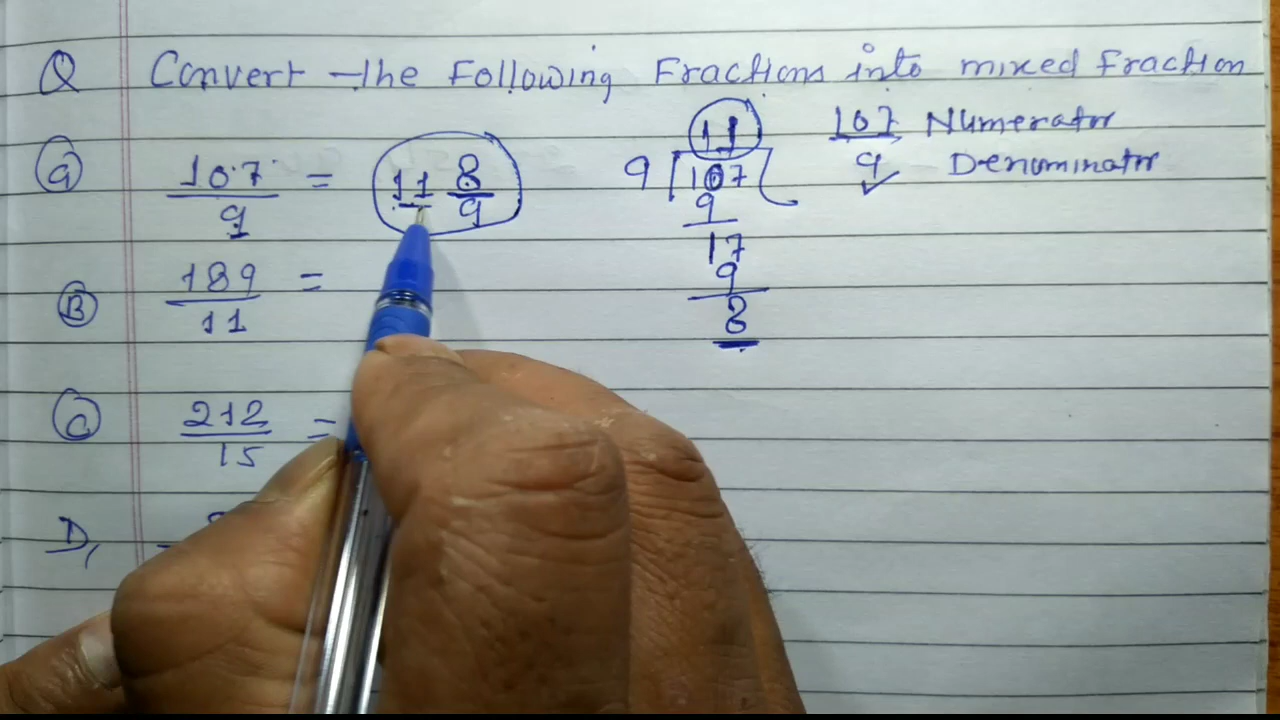 Q Convert the Following Fractions into mixed Fraction
a 107/9 = 11 8/9
B 189/11 =
C 212/15 =
D,
11
9 107
9
17
9
8
107 Numerator
9 Denominator